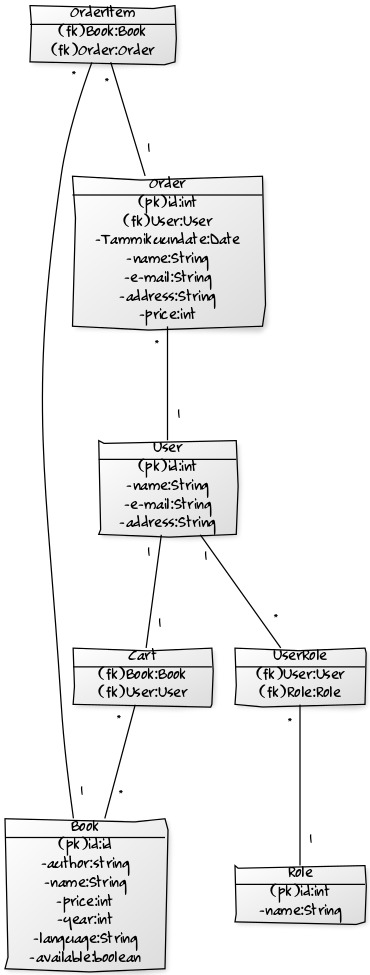 OrderItem
(fk)Book:Book
(fk)Order:Order
*
*
1
Order
(pk)id:int
(fk)User:User
-Tammikuundate:Date
-name:String
-e-mail:String
-address:String
-price:int
*
1
User
(pk)id:int
-name:String
-e-mail:String
-address:String
1
1
1
*
Cart
(fk)Book:Book
(fk)User:User
UserRole
(fk)User:User
(fk)Role:Role
*
*
1
*
1
Book
(pk)id:id
-author:string
-name:String
-price:int
-year:int
-language:String
-available:boolean
Role
(pk)id:int
-name:String